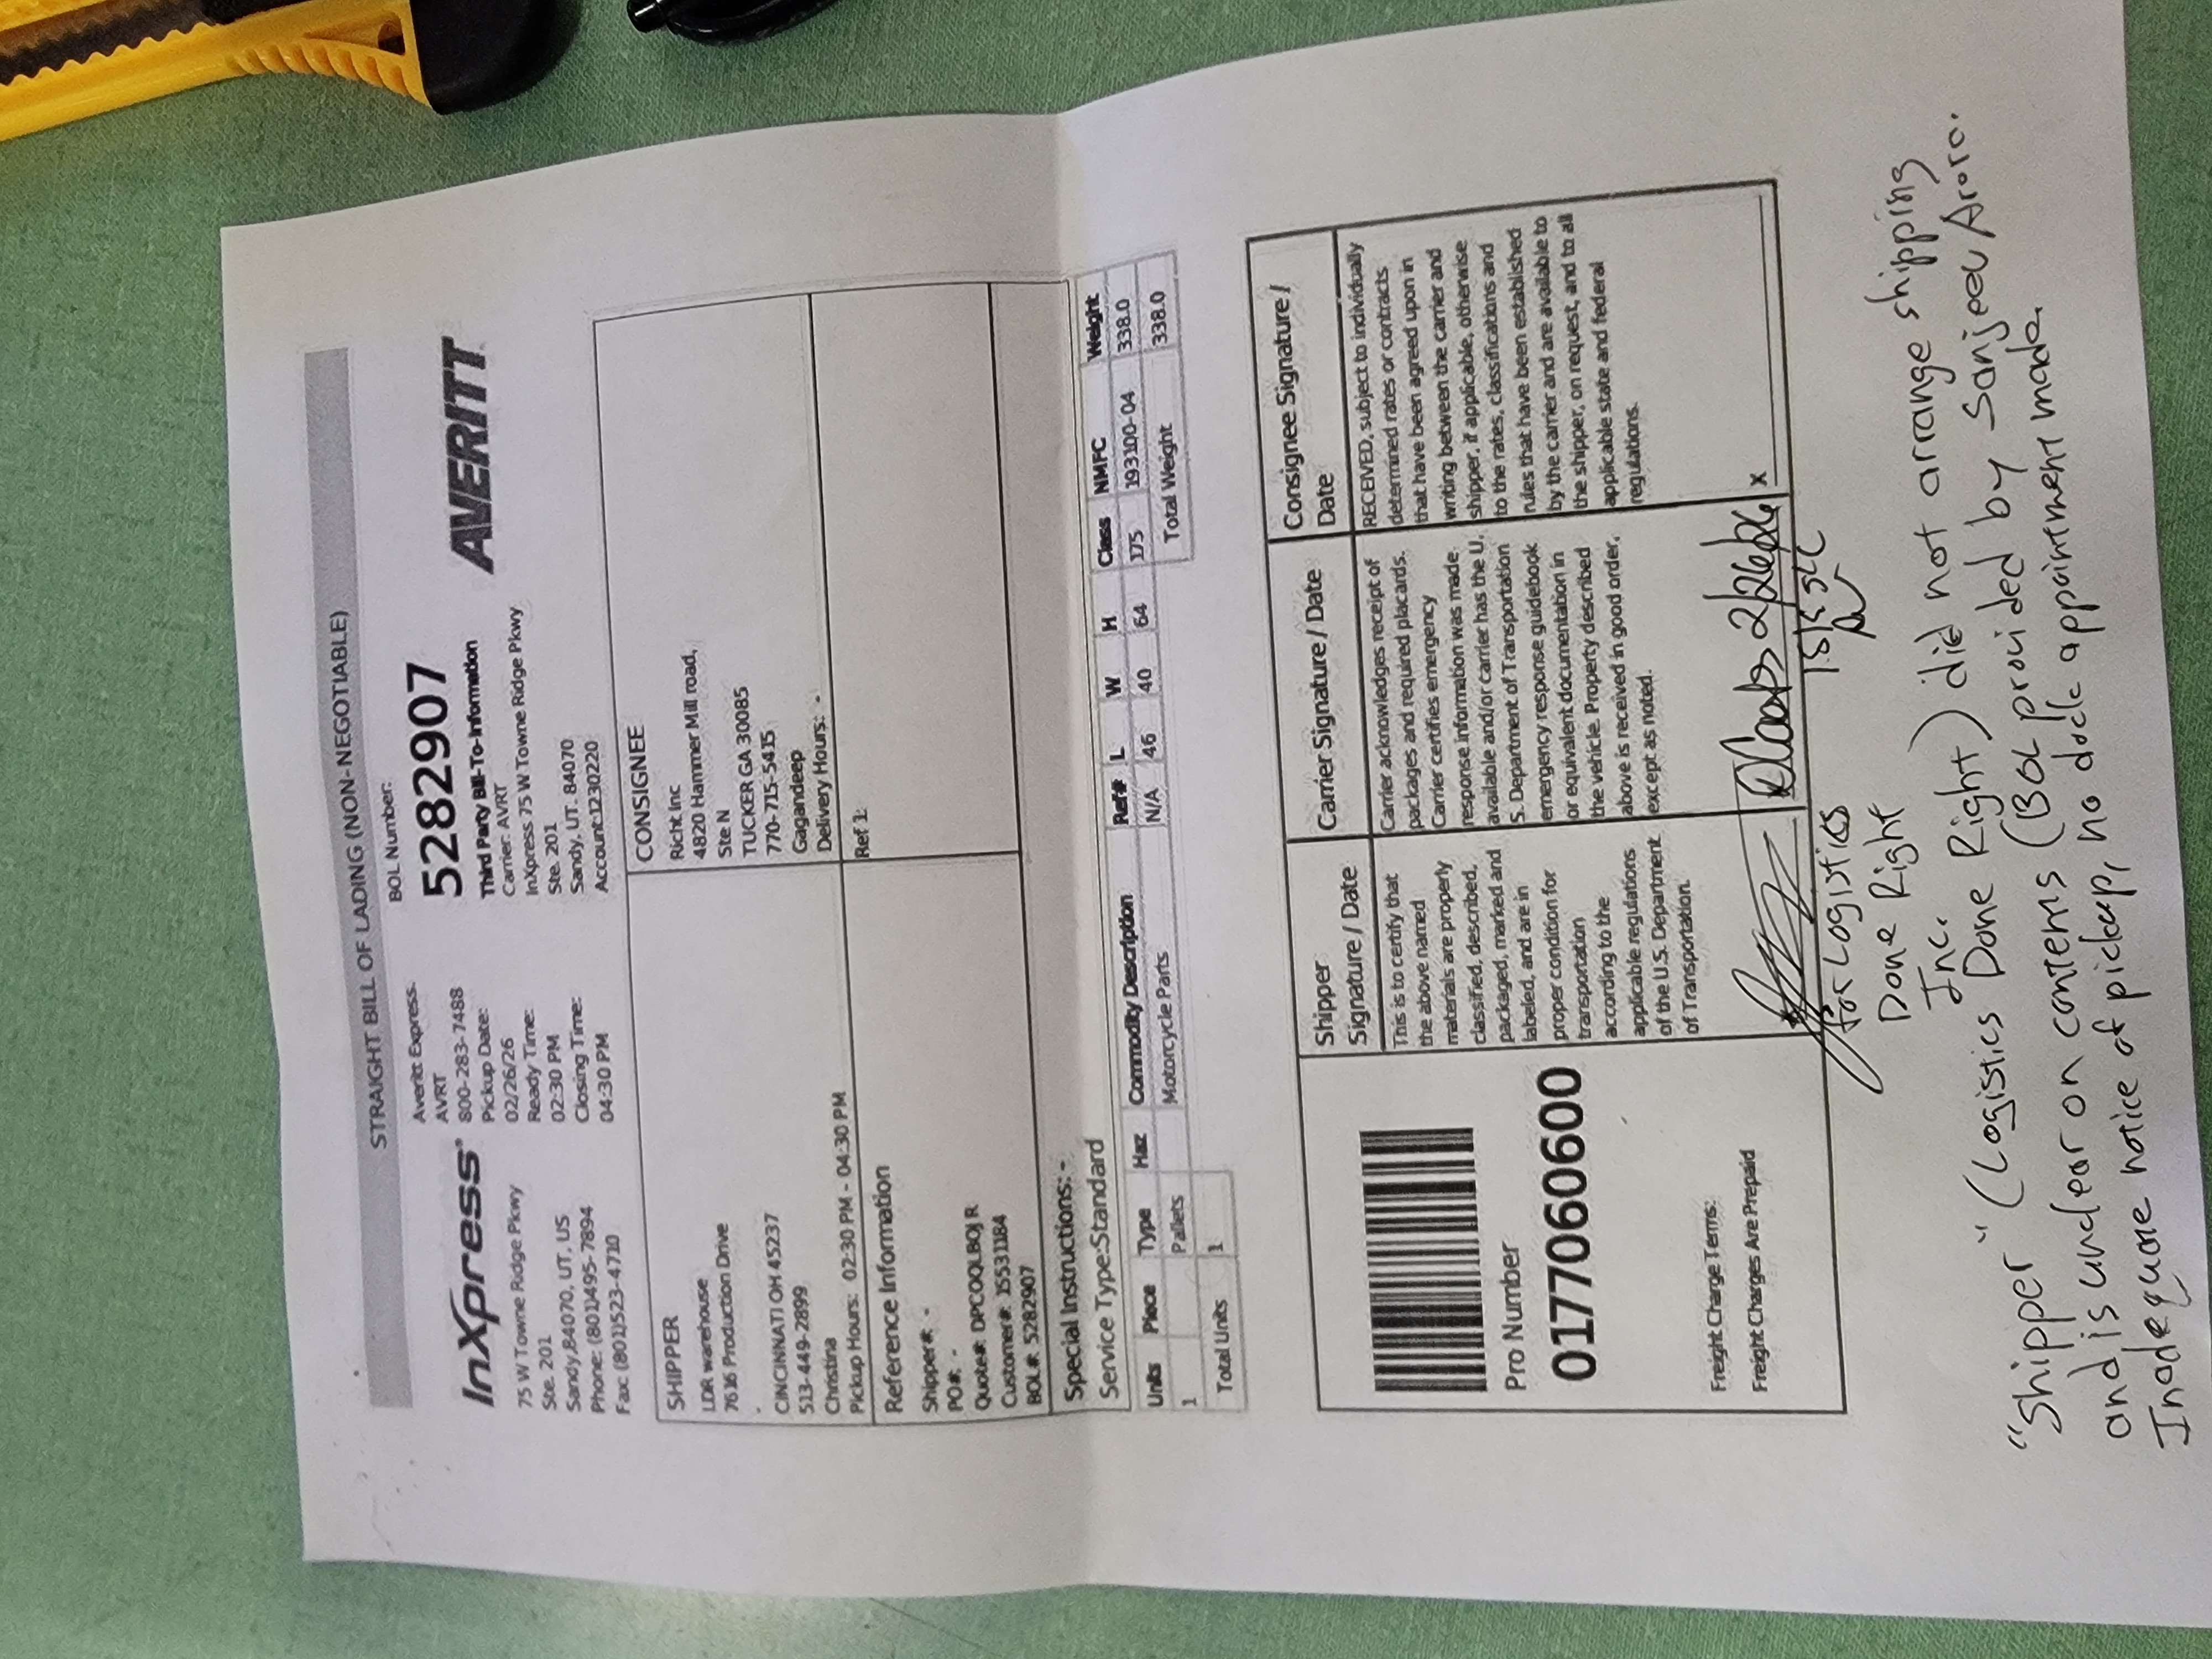 STRAIGHT BILL OF LADING (NON-NEGOTIABLE)
InXpress
75 W Towne Ridge Pkwy
Ste. 201
Sandy,84070, UT, US
Phone: (801)495-7894
Fax: (801)523-4710
Averitt Express.
AVRT
800-283-7488
Pickup Date:
02/26/26
Ready Time:
02:30 PM
Closing Time:
04:30 PM
BOL Number:
5282907
Third Party Bill-To-Information
Carrier: AVRT
InXpress 75 W Towne Ridge Pkwy
Ste. 201
Sandy, UT. 84070
Account:1230220
AVERITT
SHIPPER
LDR warehouse
7616 Production Drive
-
CINCINNATI OH 45237
513-449-2899
Christina
Pickup Hours: 02:30 PM - 04:30 PM
CONSIGNEE
Richt Inc
4820 Hammer Mill road,
Ste N
TUCKER GA 30085
770-715-5415
Gagandeep
Delivery Hours: -
Reference Information
Shipper#: -
PO#: -
Quote#: DPCOQLBOJR
Customer#: 15531184
BOL#: 5282907
Ref 1:
Special Instructions: -
Service Type:Standard
Units Piece Type Haz Commodity Description Ref# L W H Class NMFC Weight
1 Pallets Motorcycle Parts N/A 46 40 64 175 193100-04 338.0
Total Units 1 Total Weight 338.0
Pro Number
0177060600
Freight Charge Terms:
Freight Charges Are Prepaid
Shipper
Signature / Date
This is to certify that
the above named
materials are properly
classified, described,
packaged, marked and
labeled, and are in
proper condition for
transportation
according to the
applicable regulations
of the U.S. Department
of Transportation.
for Logistics
Done Right
Inc.
Carrier Signature / Date
Carrier acknowledges receipt of
packages and required placards.
Carrier certifies emergency
response information was made
available and/or carrier has the U.
S. Department of Transportation
emergency response guidebook
or equivalent documentation in
the vehicle. Property described
above is received in good order,
except as noted.
2/26/26
Consignee Signature /
Date
RECEIVED, subject to individually
determined rates or contracts
that have been agreed upon in
writing between the carrier and
shipper, if applicable, otherwise
to the rates, classifications and
rules that have been established
by the carrier and are available to
the shipper, on request, and to all
applicable state and federal
regulations.
x
"Shipper" (Logistics Done Right) did not arrange shipping
and is unclear on contents (BOL provided by Sanjeev Arora.
Inadequate notice of pickup, no dock appointment made.